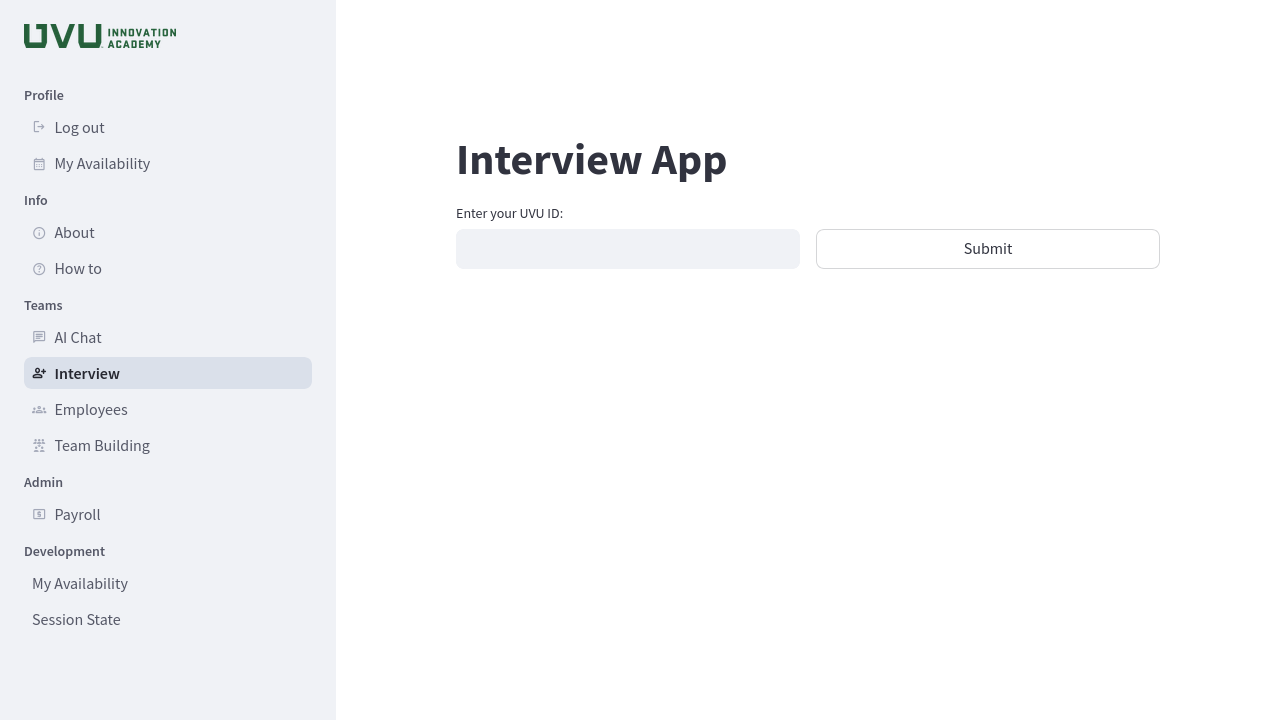 UVU INNOVATION
ACADEMY
Profile
Log out
My Availability
Info
About
How to
Teams
AI Chat
Interview
Employees
Team Building
Admin
Payroll
Development
My Availability
Session State
Interview App
Enter your UVU ID:
Submit